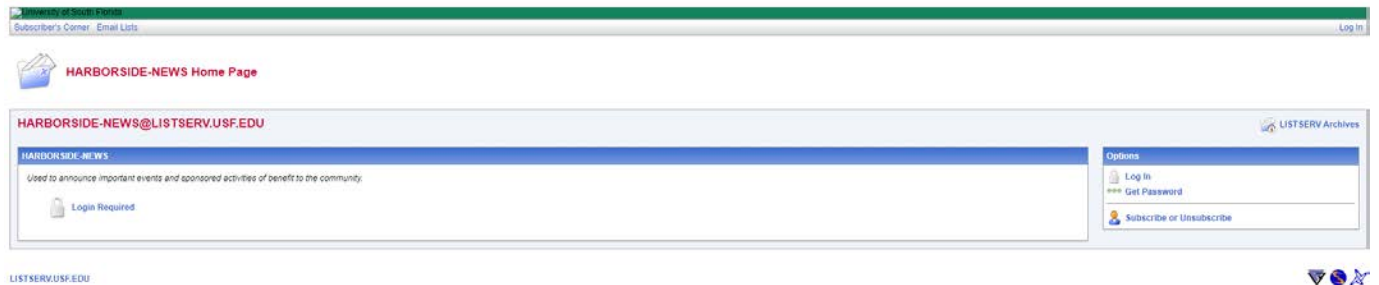 University of South Florida
Subscriber's Corner Email Lists Log In
HARBORSIDE-NEWS Home Page
HARBORSIDE-NEWS@LISTSERV.USF.EDU
LISTSERV Archives
HARBORSIDE-NEWS
Used to announce important events and sponsored activities of benefit to the community.
Login Required
Options
Log In
Get Password
Subscribe or Unsubscribe
LISTSERV.USF.EDU